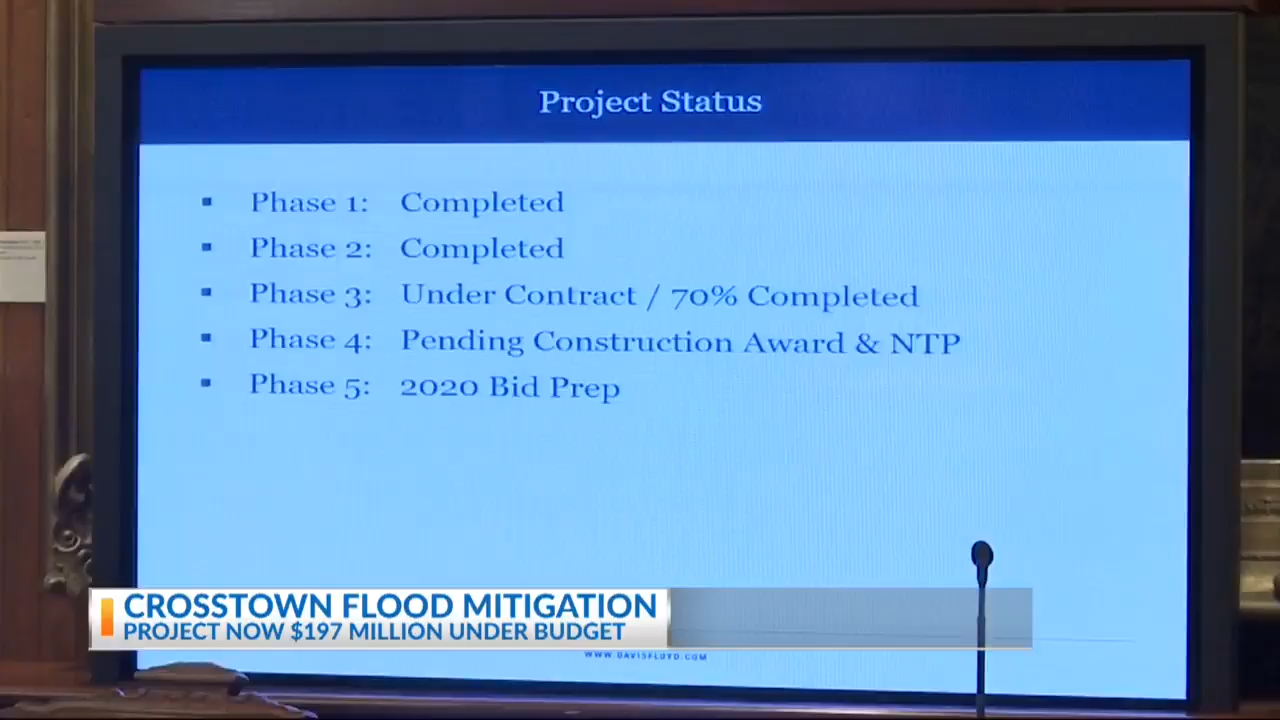 Project Status
▪ Phase 1: Completed
▪ Phase 2: Completed
▪ Phase 3: Under Contract / 70% Completed
▪ Phase 4: Pending Construction Award & NTP
▪ Phase 5: 2020 Bid Prep
CROSSTOWN FLOOD MITIGATION
PROJECT NOW $197 MILLION UNDER BUDGET
WWW.DAVISFLOYD.COM